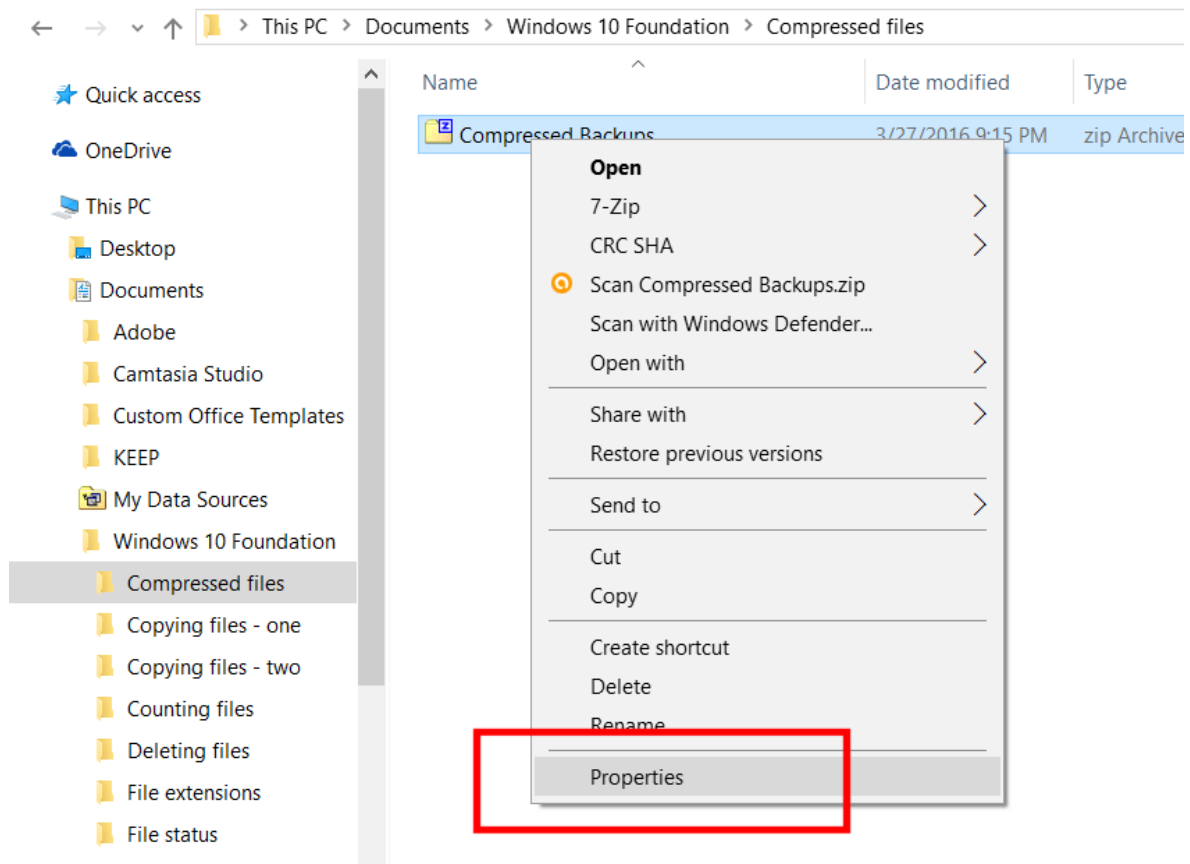 This PC > Documents > Windows 10 Foundation > Compressed files
Quick access
OneDrive
This PC
Desktop
Documents
Adobe
Camtasia Studio
Custom Office Templates
KEEP
My Data Sources
Windows 10 Foundation
Compressed files
Copying files - one
Copying files - two
Counting files
Deleting files
File extensions
File status
Name Date modified Type
Compressed Backups 3/27/2016 9:15 PM zip Archive
Open
7-Zip
CRC SHA
Scan Compressed Backups.zip
Scan with Windows Defender...
Open with
Share with
Restore previous versions
Send to
Cut
Copy
Create shortcut
Delete
Rename
Properties